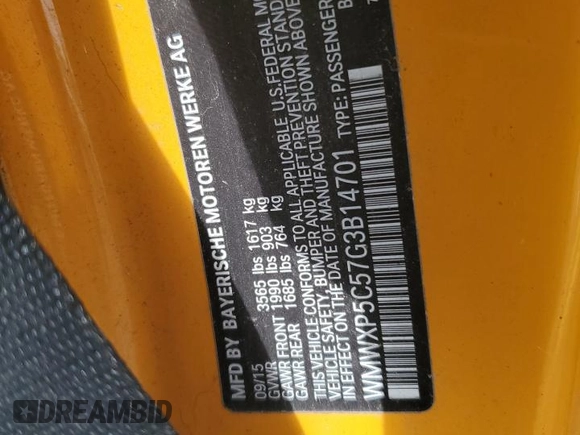 MFD BY BAYERISCHE MOTOREN WERKE AG
09/15
GVWR 3565 lbs 1617 kg
GAWR FRONT 1990 lbs 903 kg
GAWR REAR 1685 lbs 764 kg
THIS VEHICLE CONFORMS TO ALL APPLICABLE U.S. FEDERAL M
VEHICLE SAFETY, BUMPER AND THEFT PREVENTION STAND
IN EFFECT ON THE DATE OF MANUFACTURE SHOWN ABOVE.
WMWXP5C57G3B14701 TYPE: PASSENGER
DREAMBID